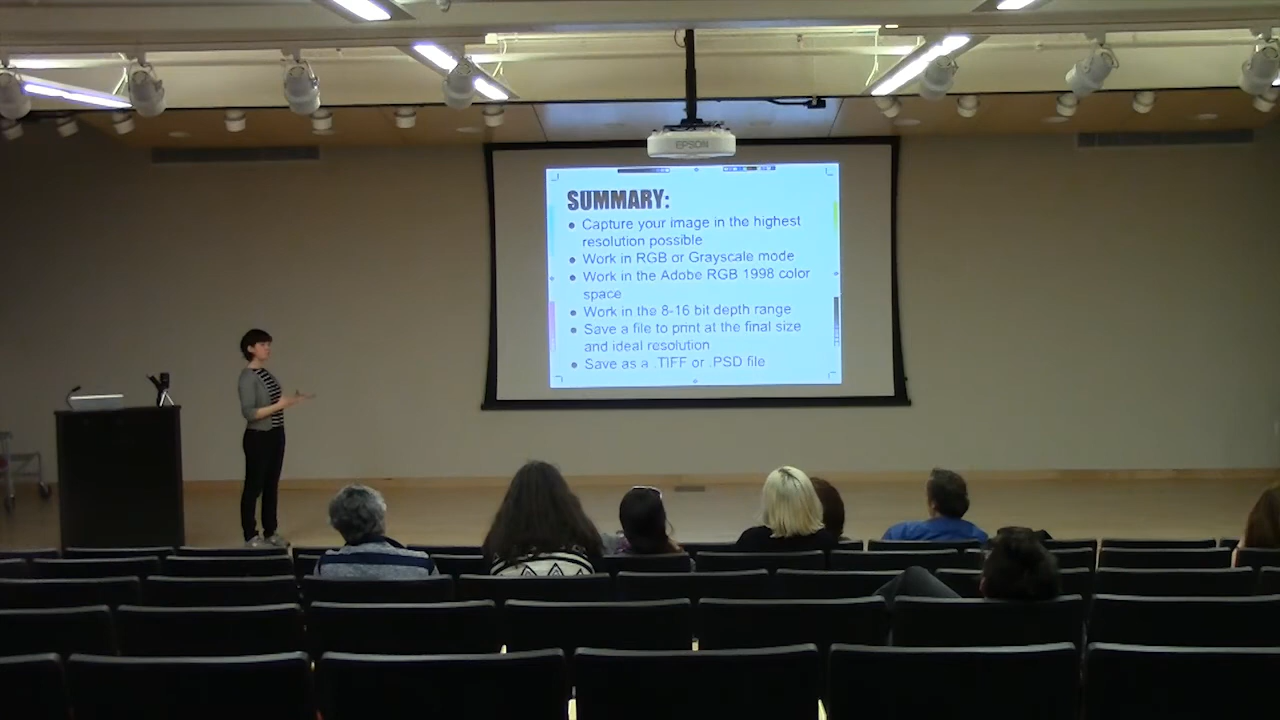 EPSON
SUMMARY:
● Capture your image in the highest
resolution possible
● Work in RGB or Grayscale mode
● Work in the Adobe RGB 1998 color
space
● Work in the 8-16 bit depth range
● Save a file to print at the final size
and ideal resolution
● Save as a .TIFF or .PSD file